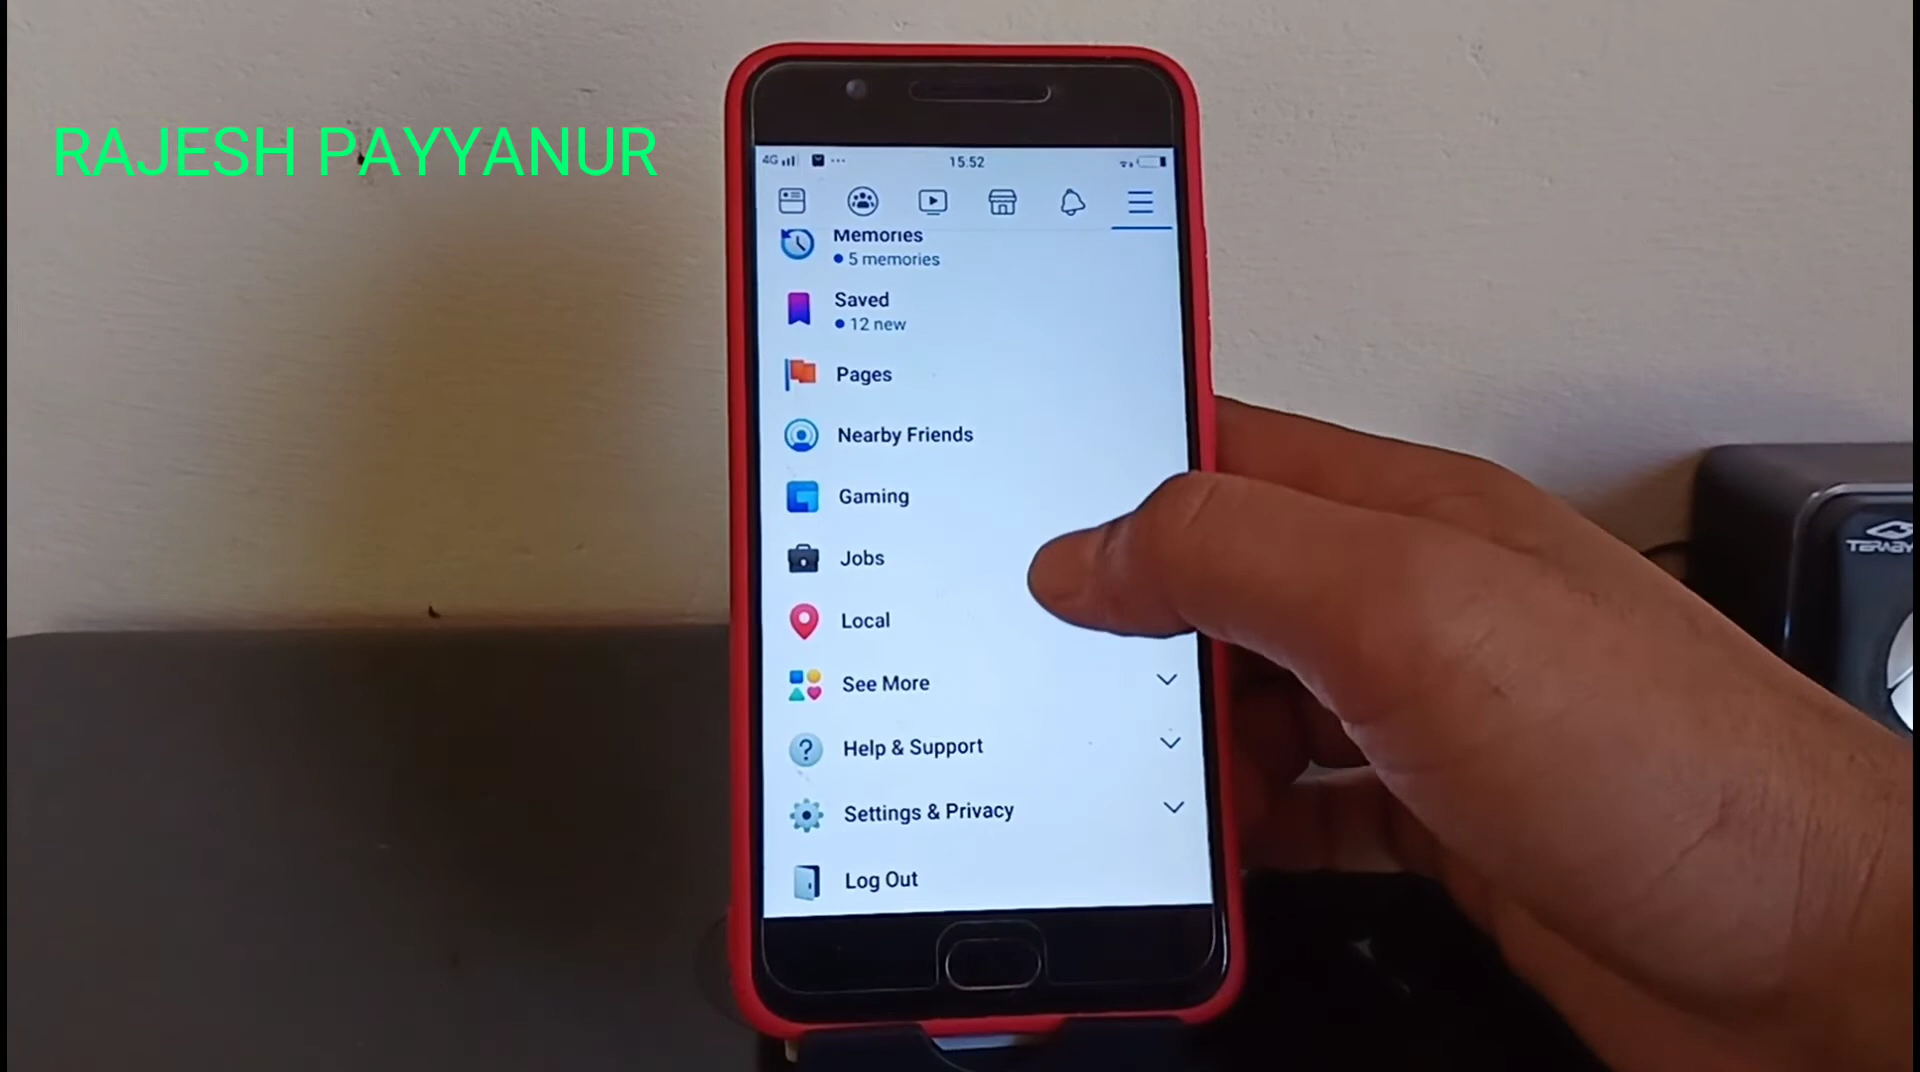 RAJESH PAYYANUR
4G 15:52
Memories
5 memories
Saved
12 new
Pages
Nearby Friends
Gaming
Jobs
Local
See More
Help & Support
Settings & Privacy
Log Out